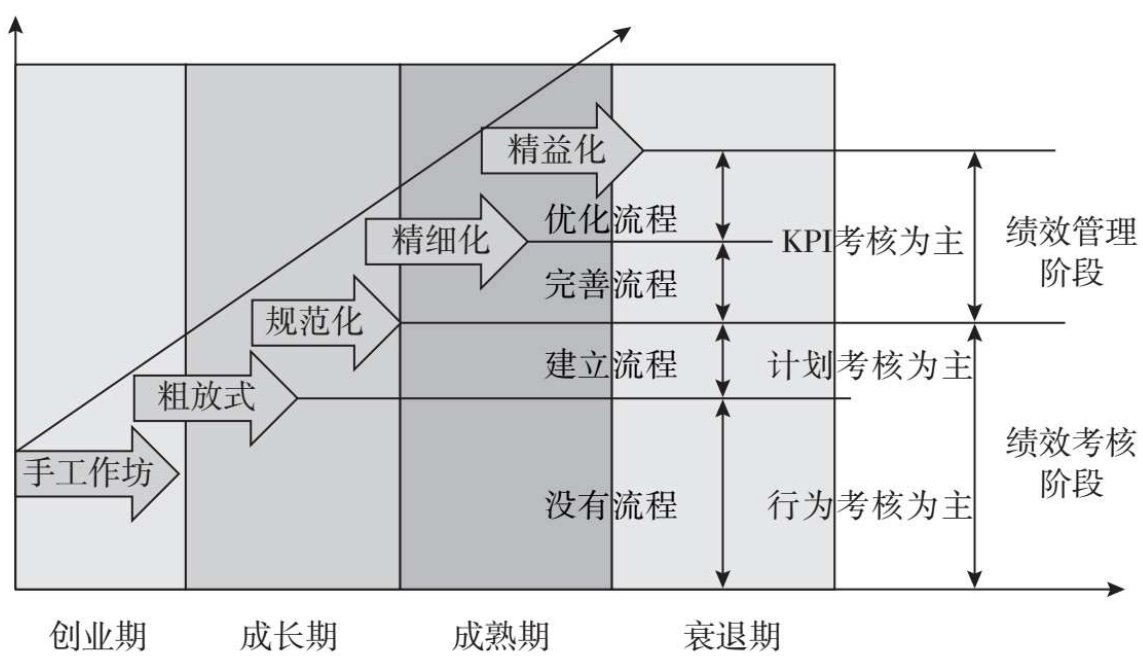 精益化
优化流程
精细化
KPI考核为主
绩效管理
阶段
完善流程
规范化
建立流程
计划考核为主
粗放式
绩效考核
阶段
手工作坊
没有流程
行为考核为主
创业期
成长期
成熟期
衰退期